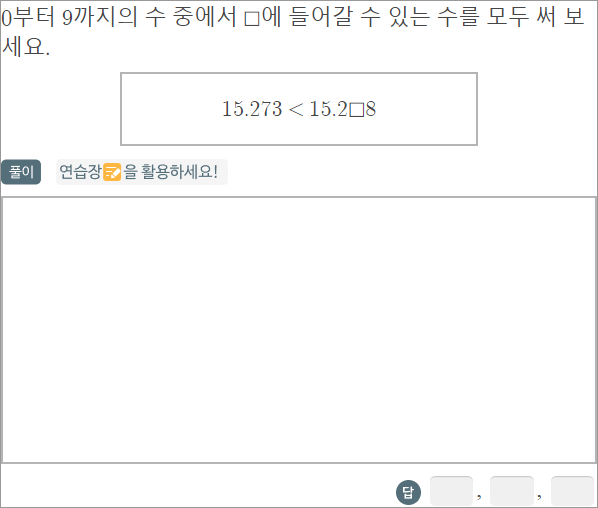 0부터 9까지의 수 중에서 □에 들어갈 수 있는 수를 모두 써 보
세요.
15.273 < 15.2□8
풀이 연습장📝을 활용하세요!
답 , ,